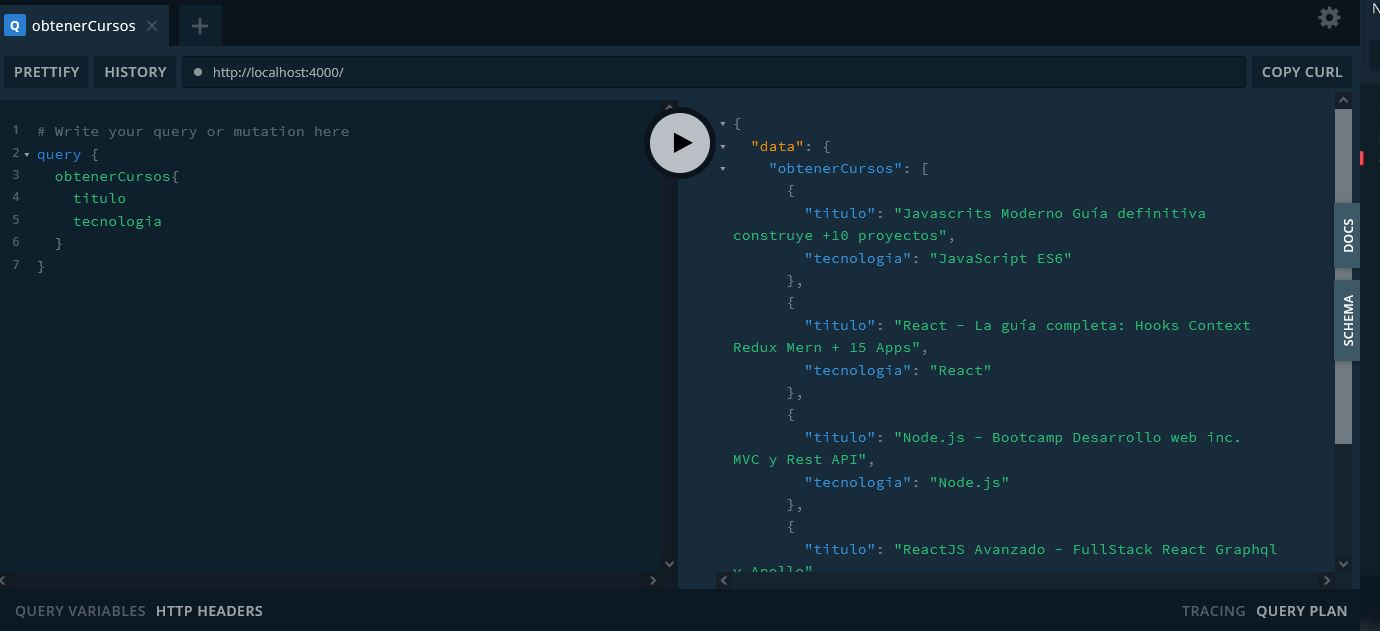 Q obtenerCursos
PRETTIFY HISTORY http://localhost:4000/ COPY CURL
1 # Write your query or mutation here
2 query {
3 obtenerCursos{
4 titulo
5 tecnologia
6 }
7 }
{
"data": {
"obtenerCursos": [
{
"titulo": "Javascrits Moderno Guía definitiva
construye +10 proyectos",
"tecnologia": "JavaScript ES6"
},
{
"titulo": "React - La guía completa: Hooks Context
Redux Mern + 15 Apps",
"tecnologia": "React"
},
{
"titulo": "Node.js - Bootcamp Desarrollo web inc.
MVC y Rest API",
"tecnologia": "Node.js"
},
{
"titulo": "ReactJS Avanzado - FullStack React Graphql
y Apollo"
DOCS
SCHEMA
QUERY VARIABLES HTTP HEADERS
TRACING QUERY PLAN